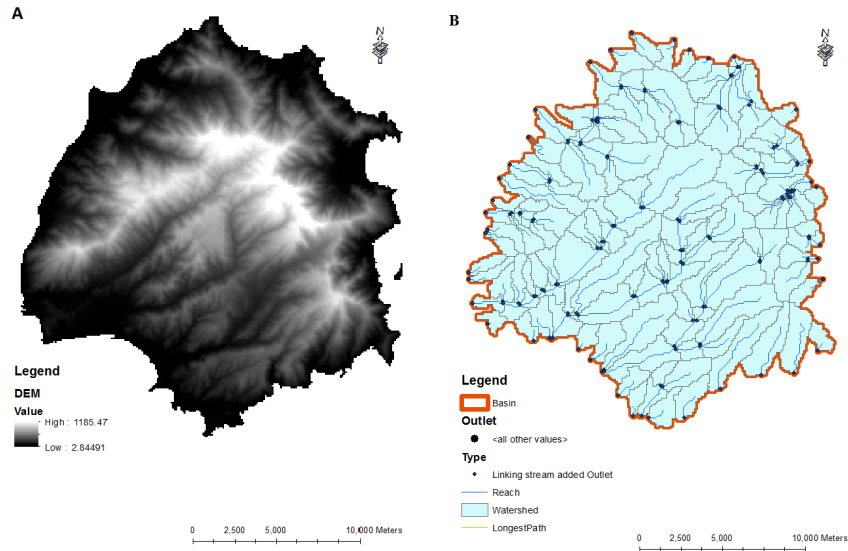 A
N
Legend
DEM
Value
High : 1185.47
Low : 2.84491
0 2,500 5,000 10,000 Meters
B
N
Legend
Basin
Outlet
<all other values>
Type
Linking stream added Outlet
Reach
Watershed
LongestPath
0 2,500 5,000 10,000 Meters